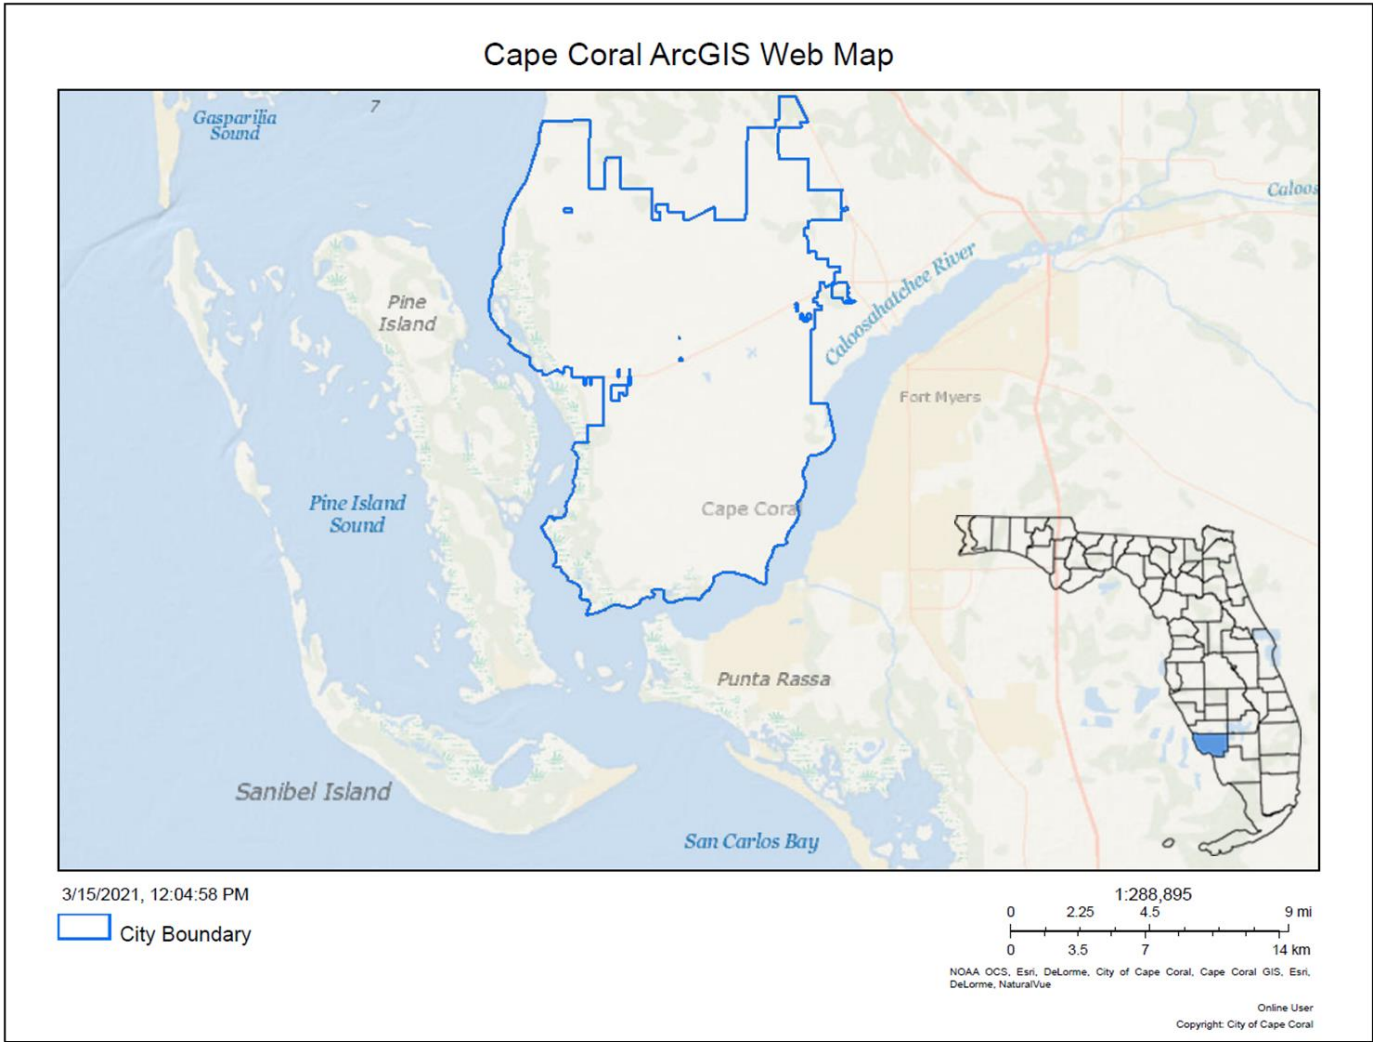 Cape Coral ArcGIS Web Map
7
Gasparilla
Sound
Caloos
Caloosahatchee River
Pine
Island
Fort Myers
Pine Island
Sound
Cape Coral
Punta Rassa
Sanibel Island
San Carlos Bay
3/15/2021, 12:04:58 PM
City Boundary
1:288,895
0 2.25 4.5 9 mi
0 3.5 7 14 km
NOAA OCS, Esri, DeLorme, City of Cape Coral, Cape Coral GIS, Esri,
DeLorme, NaturalVue
Online User
Copyright: City of Cape Coral